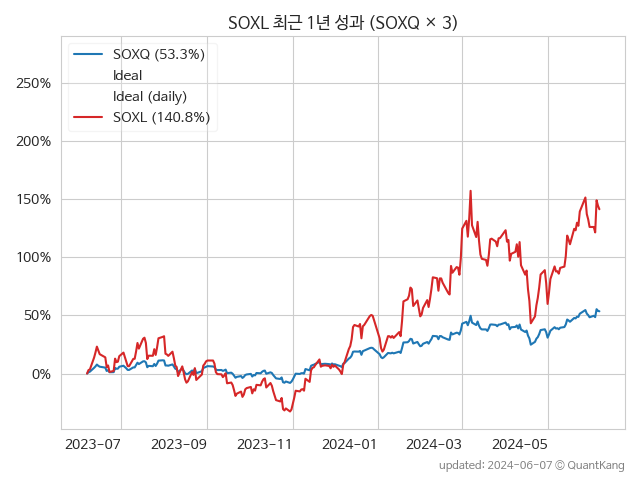 SOXL 최근 1년 성과 (SOXQ × 3)
SOXQ (53.3%)
Ideal
Ideal (daily)
SOXL (140.8%)
250%
200%
150%
100%
50%
0%
2023-07 2023-09 2023-11 2024-01 2024-03 2024-05
updated: 2024-06-07 © QuantKang